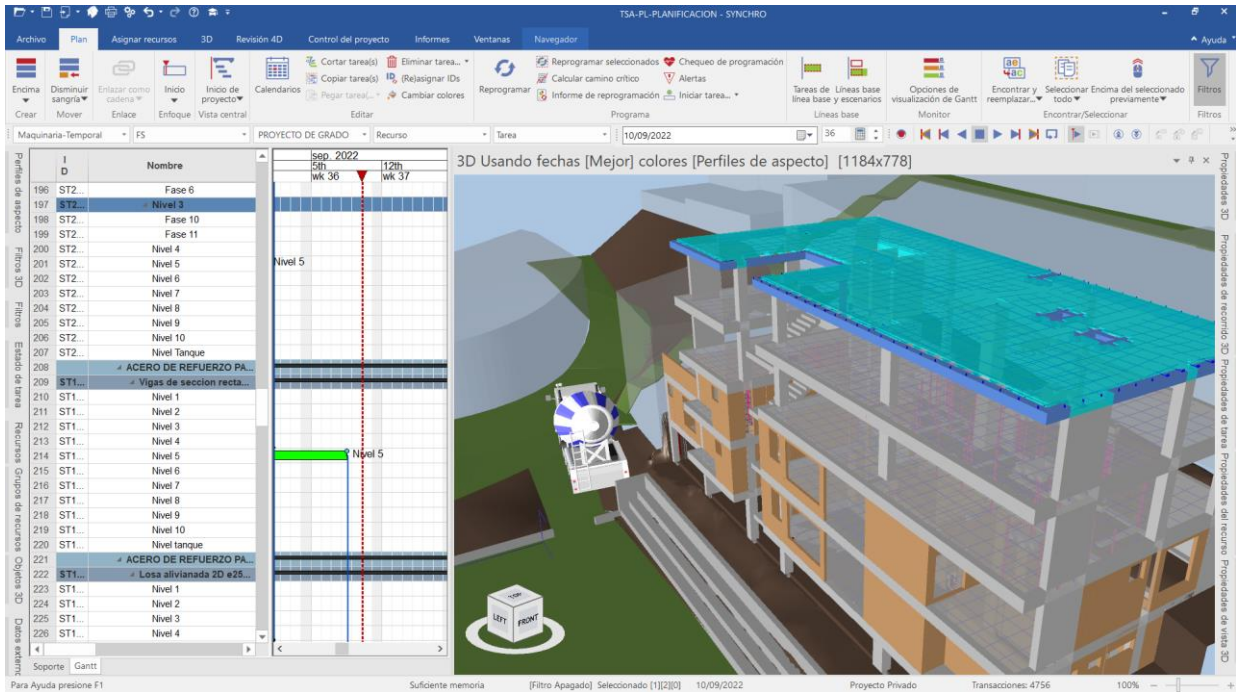 TSA-PL-PLANIFICACION - SYNCHRO
Archivo Plan Asignar recursos 3D Revisión 4D Control del proyecto Informes Ventanas Navegador Ayuda
Encima Disminuir sangría Enlazar como cadena Inicio Inicio de proyecto Calendarios
Cortar tarea(s) Eliminar tarea...
Copiar tarea(s) (Re)asignar IDs
Pegar tarea(... Cambiar colores
Reprogramar
Reprogramar seleccionados Chequeo de programación
Calcular camino crítico Alertas
Informe de reprogramación Iniciar tarea...
Tareas de línea base Líneas base y escenarios
Opciones de visualización de Gantt
Encontrar y reemplazar... Seleccionar todo Encima del seleccionado previamente
Filtros
Crear Mover Enlace Enfoque Vista central Editar Programa Líneas base Monitor Encontrar/Seleccionar Filtros
Maquinaria-Temporal FS PROYECTO DE GRADO Recurso Tarea 10/09/2022 36
Perfiles de aspecto
Filtros 3D
Filtros
Estado de tarea
Recursos
Grupos de recursos
Objetos 3D
Datos extern
ID Nombre
196 ST2... Fase 6
197 ST2... Nivel 3
198 ST2... Fase 10
199 ST2... Fase 11
200 ST2... Nivel 4
201 ST2... Nivel 5
202 ST2... Nivel 6
203 ST2... Nivel 7
204 ST2... Nivel 8
205 ST2... Nivel 9
206 ST2... Nivel 10
207 ST2... Nivel Tanque
208 ACERO DE REFUERZO PA...
209 ST1... Vigas de seccion recta...
210 ST1... Nivel 1
211 ST1... Nivel 2
212 ST1... Nivel 3
213 ST1... Nivel 4
214 ST1... Nivel 5
215 ST1... Nivel 6
216 ST1... Nivel 7
217 ST1... Nivel 8
218 ST1... Nivel 9
219 ST1... Nivel 10
220 ST1... Nivel tanque
221 ACERO DE REFUERZO PA...
222 ST1... Losa alivianada 2D e25...
223 ST1... Nivel 1
224 ST1... Nivel 2
225 ST1... Nivel 3
226 ST1... Nivel 4
sep. 2022
5th 12th
wk 36 wk 37
Nivel 5
Nivel 5
3D Usando fechas [Mejor] colores [Perfiles de aspecto] [1184x778]
TOP
LEFT FRONT
Propiedades 3D
Propiedades de recorrido 3D
Propiedades de tarea
Propiedades del recurso
Propiedades de vista 3D
Soporte Gantt
Para Ayuda presione F1 Suficiente memoria [Filtro Apagado] Seleccionado [1][2][0] 10/09/2022 Proyecto Privado Transacciones: 4756 100%